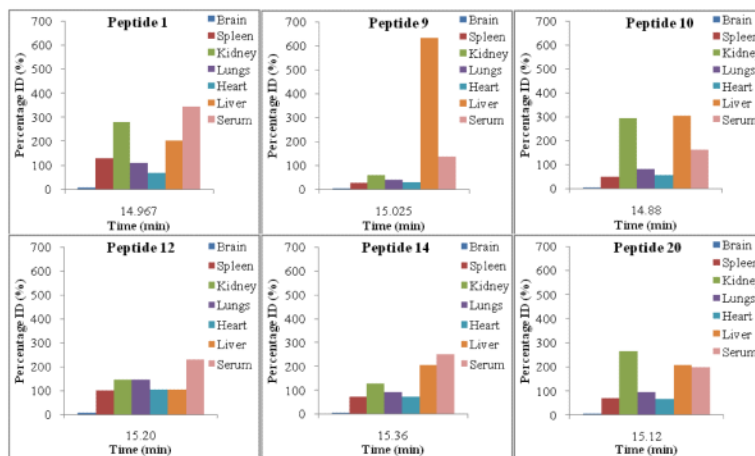 Peptide 1
Percentage ID (%)
700
600
500
400
300
200
100
0
Brain
Spleen
Kidney
Lungs
Heart
Liver
Serum
14.967
Time (min)
Peptide 9
Percentage ID (%)
700
600
500
400
300
200
100
0
Brain
Spleen
Kidney
Lungs
Heart
Liver
Serum
15.025
Time (min)
Peptide 10
Percentage ID (%)
700
600
500
400
300
200
100
0
Brain
Spleen
Kidney
Lungs
Heart
Liver
Serum
14.88
Time (min)
Peptide 12
Percentage ID (%)
700
600
500
400
300
200
100
0
Brain
Spleen
Kidney
Lungs
Heart
Liver
Serum
15.20
Time (min)
Peptide 14
Percentage ID (%)
700
600
500
400
300
200
100
0
Brain
Spleen
Kidney
Lungs
Heart
Liver
Serum
15.36
Time (min)
Peptide 20
Percentage ID (%)
700
600
500
400
300
200
100
0
Brain
Spleen
Kidne
Lungs
Heart
Liver
Serum
15.12
Time (min)